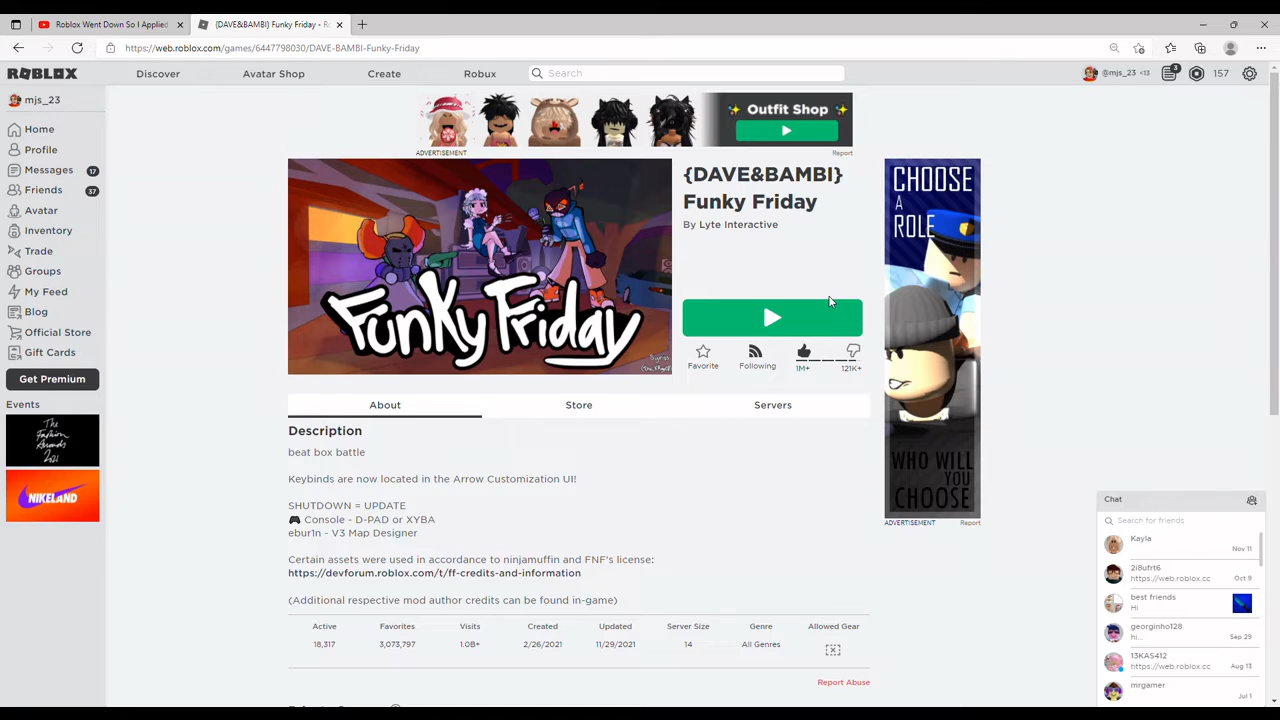 Roblox Went Down So I Applied
{DAVE&BAMBI} Funky Friday - R
https://web.roblox.com/games/6447798030/DAVE-BAMBI-Funky-Friday
ROBLOX
Discover
Avatar Shop
Create
Robux
Search
@mjs_23 <13
3
157
mjs_23
Home
Profile
Messages
17
Friends
37
Avatar
Inventory
Trade
Groups
My Feed
Blog
Official Store
Gift Cards
Get Premium
Events
The Fashion Awards 2021
NIKELAND
Outfit Shop
ADVERTISEMENT
Report
Funky Friday
{DAVE&BAMBI}
Funky Friday
By Lyte Interactive
Favorite
Following
1M+
121K+
CHOOSE
A
ROLE
WHO WILL
YOU
CHOOSE
ADVERTISEMENT
Report
About
Store
Servers
Description
beat box battle
Keybinds are now located in the Arrow Customization UI!
SHUTDOWN = UPDATE
🎮 Console - D-PAD or XYBA
ebur1n - V3 Map Designer
Certain assets were used in accordance to ninjamuffin and FNF's license:
https://devforum.roblox.com/t/ff-credits-and-information
(Additional respective mod author credits can be found in-game)
Active
Favorites
Visits
Created
Updated
Server Size
Genre
Allowed Gear
18,317
3,073,797
1.0B+
2/26/2021
11/29/2021
14
All Genres
Report Abuse
Chat
Search for friends
Kayla
Nov 11
2i8ufrt6
https://web.roblox.cc
Oct 9
best friends
Hi
georginho128
hi...
Sep 29
13KAS412
https://web.roblox.cc
Aug 13
mrgamer
Jul 1